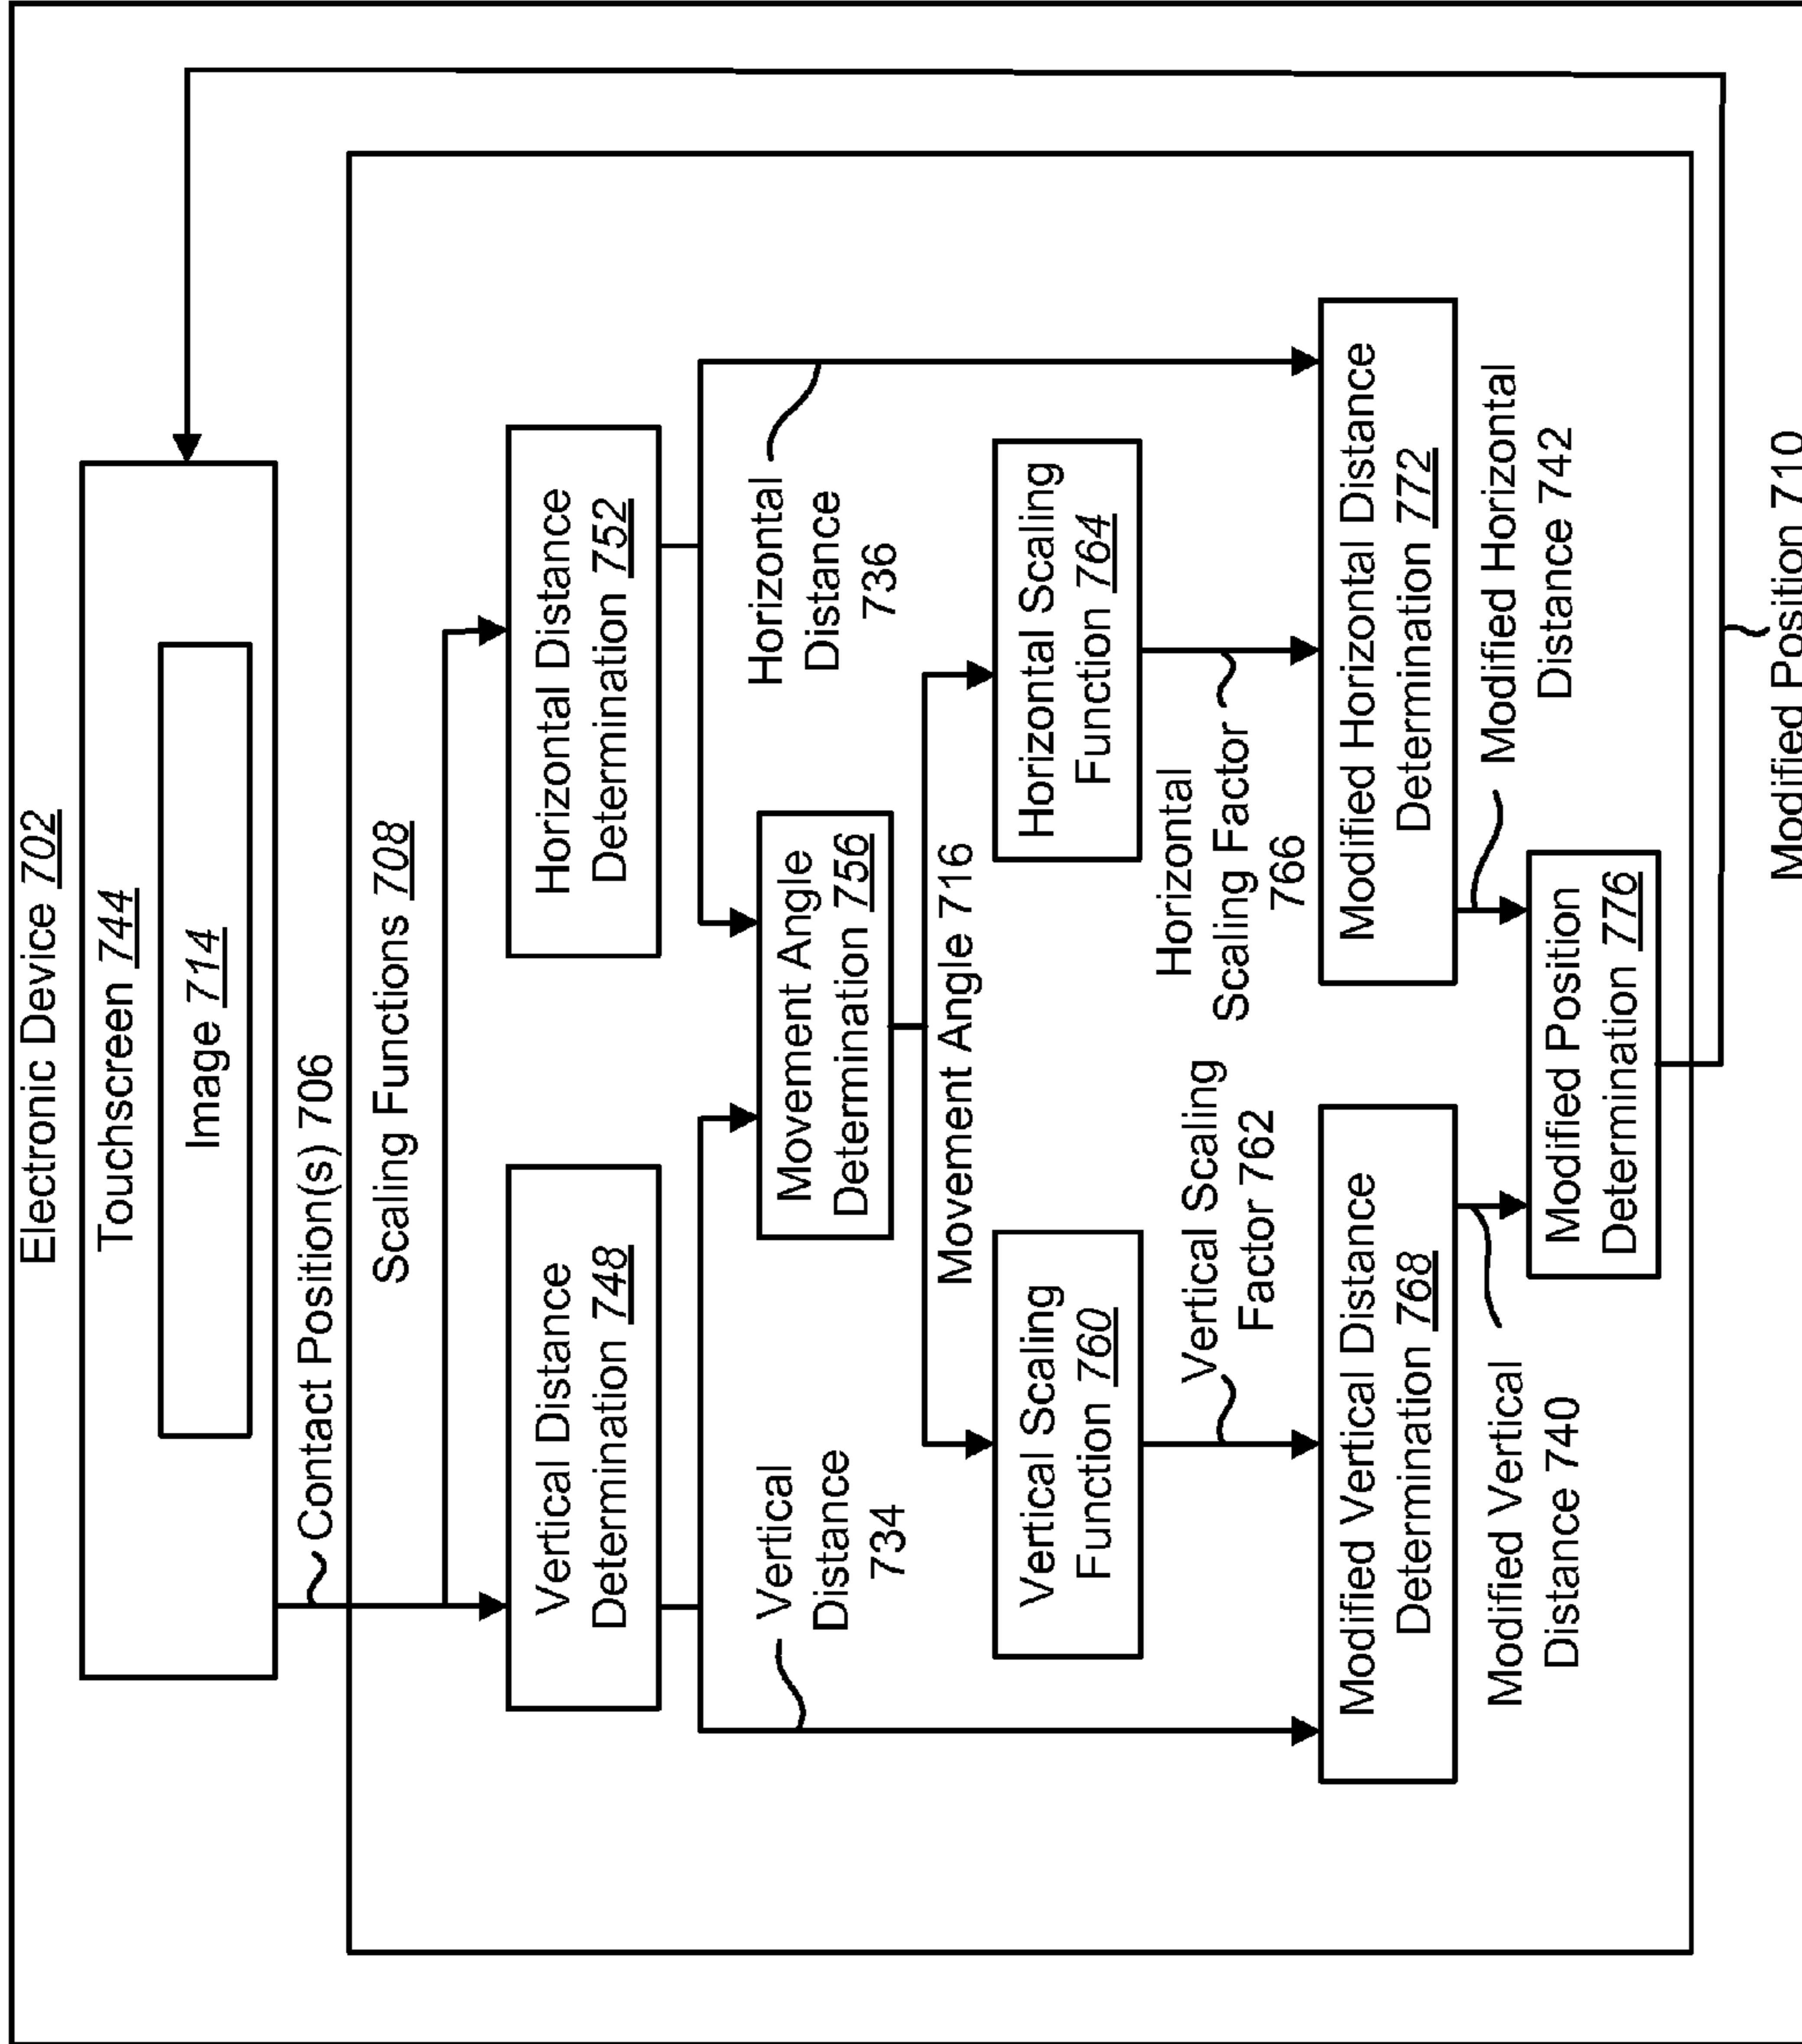 Electronic Device 702
Touchscreen 744
Image 714
Contact Position(s) 706
Scaling Functions 708
Vertical Distance
Determination 748
Horizontal Distance
Determination 752
Vertical
Distance
734
Movement Angle
Determination 756
Horizontal
Distance
736
Movement Angle 716
Vertical Scaling
Function 760
Horizontal Scaling
Function 764
Vertical Scaling
Factor 762
Horizontal
Scaling Factor
766
Modified Vertical Distance
Determination 768
Modified Horizontal Distance
Determination 772
Modified Vertical
Distance 740
Modified Horizontal
Distance 742
Modified Position
Determination 776
Modified Position 710